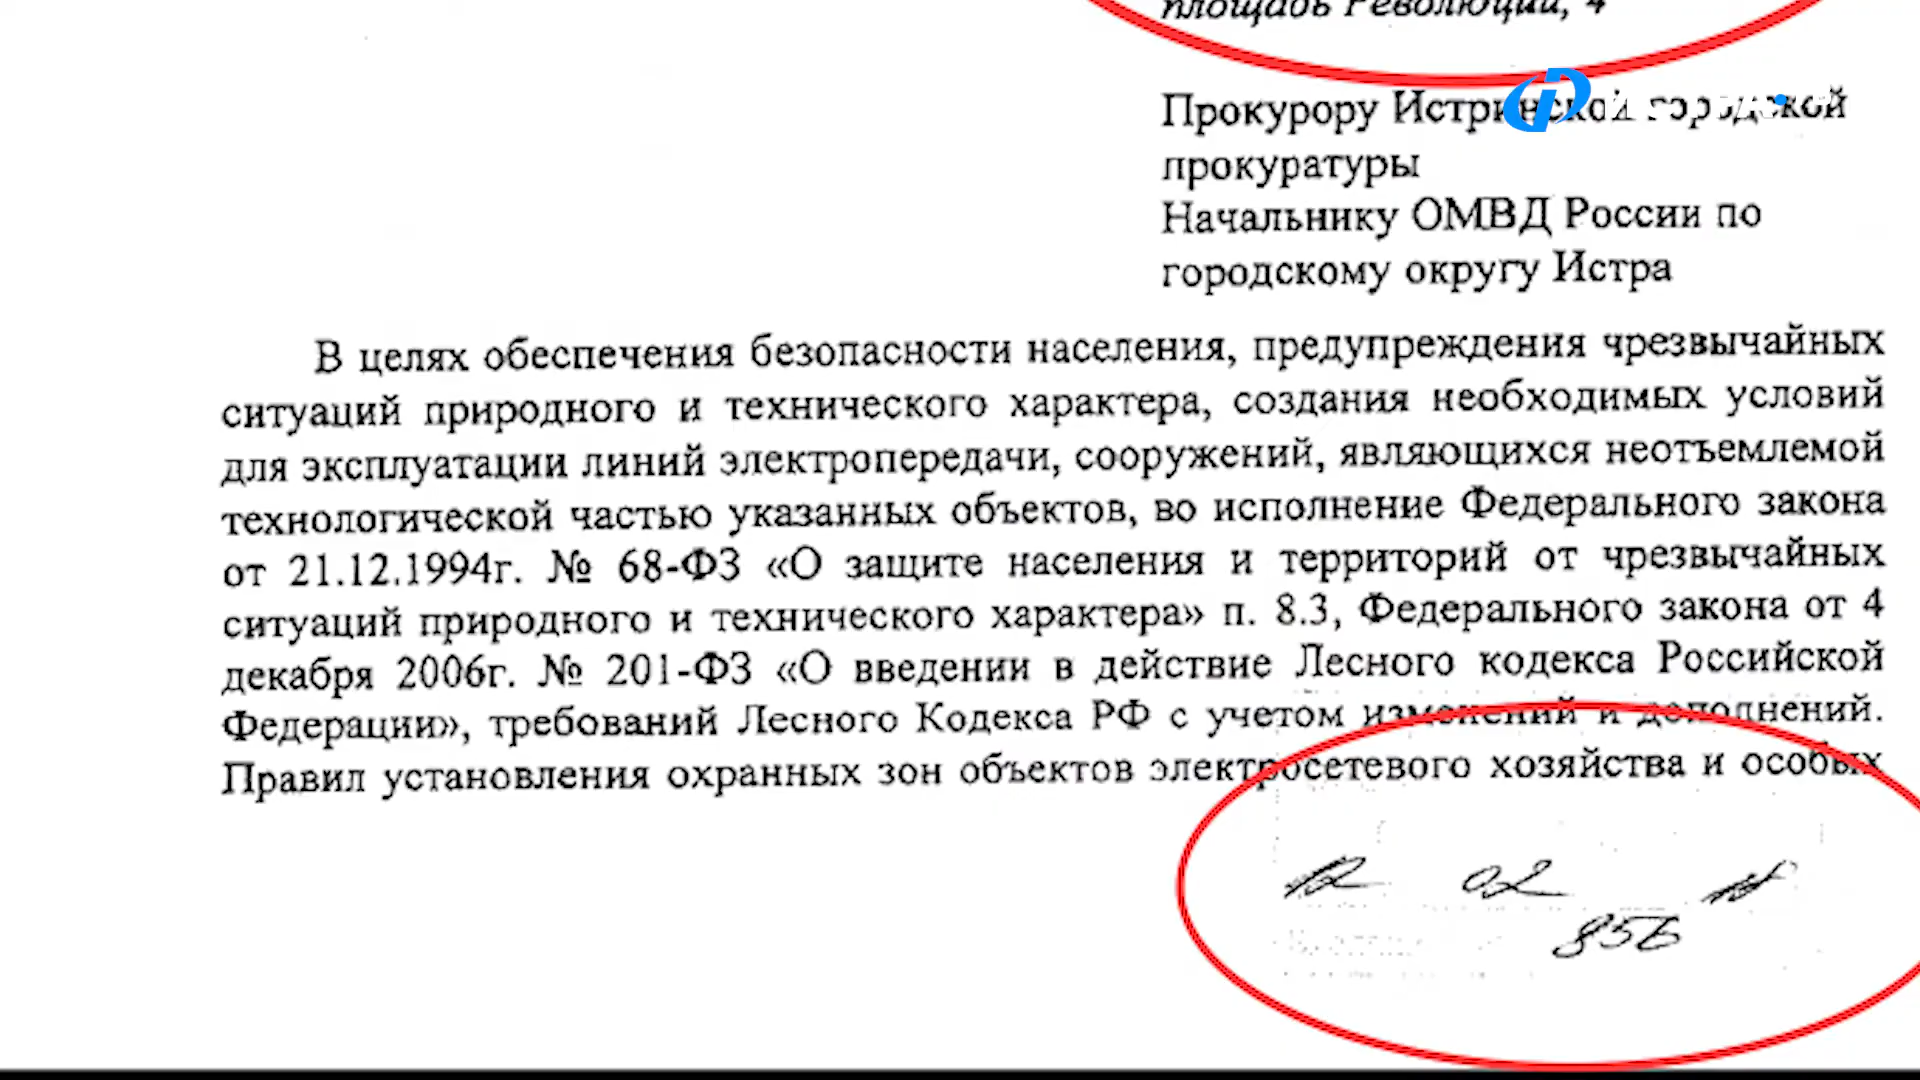 площадь Революции, 4
Прокурору Истринской городской
прокуратуры
Начальнику ОМВД России по
городскому округу Истра
В целях обеспечения безопасности населения, предупреждения чрезвычайных
ситуаций природного и технического характера, создания необходимых условий
для эксплуатации линий электропередачи, сооружений, являющихся неотъемлемой
технологической частью указанных объектов, во исполнение Федерального закона
от 21.12.1994г. № 68-ФЗ «О защите населения и территорий от чрезвычайных
ситуаций природного и технического характера» п. 8.3, Федерального закона от 4
декабря 2006г. № 201-ФЗ «О введении в действие Лесного кодекса Российской
Федерации», требований Лесного Кодекса РФ с учетом изменений и дополнений.
Правил установления охранных зон объектов электросетевого хозяйства и особых
12 02
856